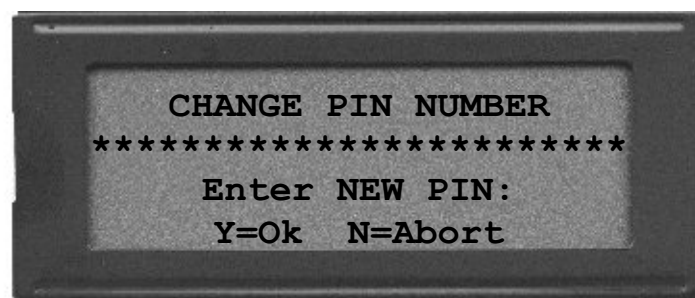 CHANGE PIN NUMBER
************************
Enter NEW PIN:
Y=Ok N=Abort